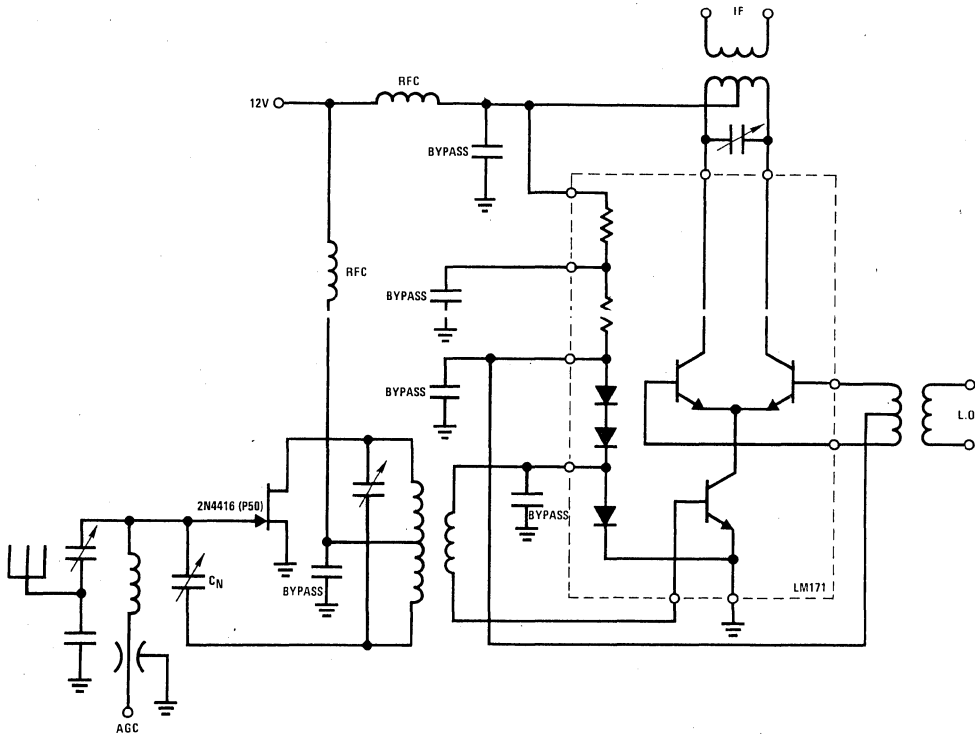 IF
RFC
12V
BYPASS
RFC
BYPASS
BYPASS
L.O
2N4416 (P50)
BYPASS
CN
BYPASS
LM171
AGC